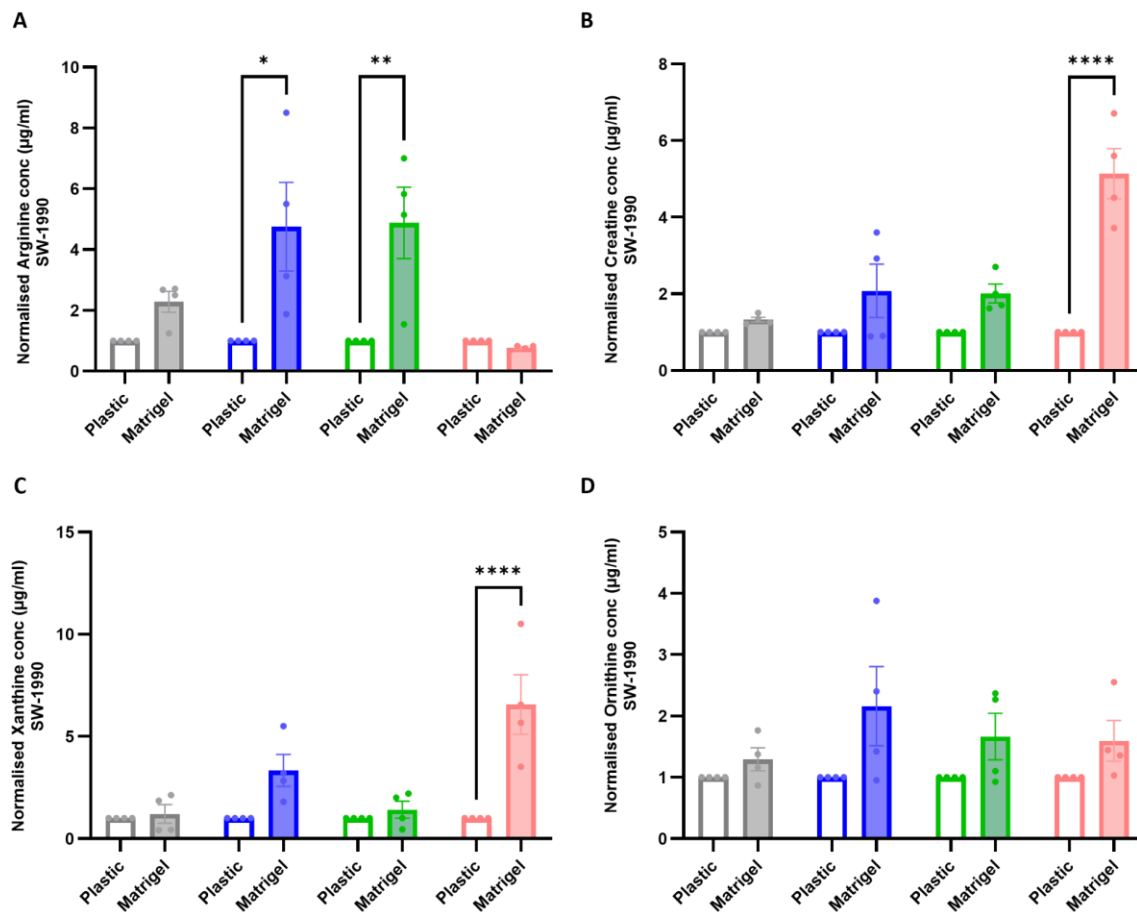 A
Normalised Arginine conc (µg/ml)
SW-1990
10
8
6
4
2
0
*
**
Plastic
Matrigel
Plastic
Matrigel
Plastic
Matrigel
Plastic
Matrigel
B
Normalised Creatine conc (µg/ml)
SW-1990
8
6
4
2
0
****
Plastic
Matrigel
Plastic
Matrigel
Plastic
Matrigel
Plastic
Matrigel
C
Normalised Xanthine conc (µg/ml)
SW-1990
15
10
5
0
****
Plastic
Matrigel
Plastic
Matrigel
Plastic
Matrigel
Plastic
Matrigel
D
Normalised Ornithine conc (µg/ml)
SW-1990
5
4
3
2
1
0
Plastic
Matrigel
Plastic
Matrigel
Plastic
Matrigel
Plastic
Matrigel